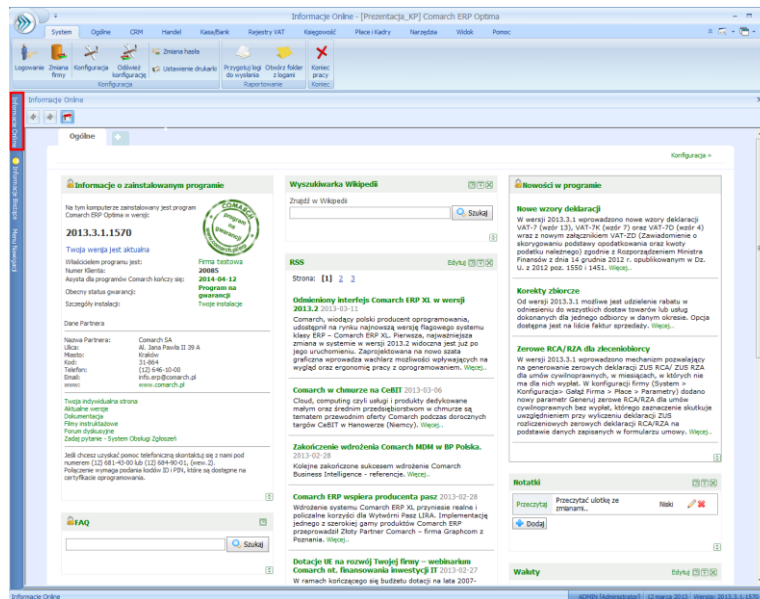 Informacje Online - [Prezentacja_KP] Comarch ERP Optima
System Ogólne CRM Handel Kasa/Bank Rejestry VAT Księgowość Płace i Kadry Narzędzia Widok Pomoc
Logowanie
Zmiana firmy
Konfiguracja
Odśwież konfigurację
Zmiana hasła
Ustawienie drukarki
Przygotuj logi do wysłania
Otwórz folder z logami
Koniec pracy
Konfiguracja Raportowanie Koniec
Informacje Online
Informacje Online
Informacje Bieżące
Menu Nawigacji
Ogólne
Konfiguracja »
Informacje o zainstalowanym programie
Na tym komputerze zainstalowany jest program
Comarch ERP Optima w wersji:
2013.3.1.1570
Twoja wersja jest aktualna
COMARCH
program
na
gwarancji
Właścicielem programu jest: Firma testowa
Numer Klienta: 20085
Asysta dla programów Comarch kończy się: 2014-04-12
Obecny status gwarancji: Program na gwarancji
Szczegóły instalacji: Twoje instalacje
Dane Partnera
Nazwa Partnera: Comarch SA
Ulica: Al. Jana Pawła II 39 A
Miasto: Kraków
Kod: 31-864
Telefon: (12) 646-10-00
Email: info.erp@comarch.pl
www: www.comarch.pl
Twoja indywidualna strona
Aktualne wersje
Dokumentacja
Filmy instruktażowe
Forum dyskusyjne
Zadaj pytanie - System Obsługi Zgłoszeń
Jeśli chcesz uzyskać pomoc telefoniczną skontaktuj się z nami pod
numerem (12) 681-43-00 lub (12) 684-90-01, (wew.2).
Połączenie wymaga podania kodów ID i PIN, które są dostępne na
certyfikacie oprogramowania.
FAQ
Szukaj
Wyszukiwarka Wikipedii
Znajdź w Wikipedii
Szukaj
RSS Edytuj
Strona: [1] 2 3
Odmieniony interfejs Comarch ERP XL w wersji
2013.2 2013-03-11
Comarch, wiodący polski producent oprogramowania,
udostępnił na rynku najnowszą wersję flagowego systemu
klasy ERP – Comarch ERP XL. Pierwsza, najważniejsza
zmiana w systemie w wersji 2013.2 widoczna jest już po
jego uruchomieniu. Zaprojektowana na nowo szata
graficzna wprowadza wachlarz możliwości wpływających na
wygląd oraz ergonomię pracy z oprogramowaniem. Więcej..
Comarch w chmurze na CeBIT 2013-03-06
Cloud, computing czyli usługi i produkty dedykowane
małym oraz średnim przedsiębiorstwom w chmurze są
tematem przewodnim oferty Comarch podczas dorocznych
targów CeBIT w Hanowerze (Niemcy). Więcej..
Zakończenie wdrożenia Comarch MDM w BP Polska.
2013-02-28
Kolejne zakończone sukcesem wdrożenie Comarch
Business Intelligence - referencje. Więcej..
Comarch ERP wspiera producenta pasz 2013-02-28
Wdrożenie systemu Comarch ERP XL przyniesie realne i
policzalne korzyści dla Wytwórni Pasz LIRA. Implementację
jednego z szerokiej gamy produktów Comarch ERP
przeprowadził Złoty Partner Comarch – firma Graphcom z
Poznania. Więcej..
Dotacje UE na rozwój Twojej firmy – webinarium
Comarch nt. finansowania inwestycji IT 2013-02-27
W ramach kończącego się budżetu dotacji na lata 2007-
Nowości w programie
Nowe wzory deklaracji
W wersji 2013.3.1 wprowadzono nowe wzory deklaracji
VAT-7 (wzór 13), VAT-7K (wzór 7) oraz VAT-7D (wzór 4)
wraz z nowym załącznikiem VAT-ZD (Zawiadomienie o
skorygowaniu podstawy opodatkowania oraz kwoty
podatku należnego) zgodnie z Rozporządzeniem Ministra
Finansów z dnia 14 grudnia 2012 r. opublikowanym w Dz.
U. z 2012 poz. 1550 i 1451. Więcej..
Korekty zbiorcze
Od wersji 2013.3.1 możliwe jest udzielenie rabatu w
odniesieniu do wszystkich dostaw towarów lub usług
dokonanych dla jednego odbiorcy w danym okresie. Opcja
dostępna jest na liście faktur sprzedaży. Więcej..
Zerowe RCA/RZA dla zleceniobiorcy
W wersji 2013.3.1 wprowadzono mechanizm pozwalający
na generowanie zerowych deklaracji ZUS RCA/ ZUS RZA
dla umów cywilnoprawnych, w miesiącach, w których nie
ma dla nich wypłat. W konfiguracji firmy (System >
Konfiguracja> Gałąź Firma > Płace > Parametry) dodano
nowy parametr Generuj zerowe RCA/RZA dla umów
cywilnoprawnych bez wypłat, którego zaznaczenie skutkuje
uwzględnieniem przy wyliczeniu deklaracji ZUS
rozliczeniowych zerowych deklaracji RCA/RZA na
podstawie danych zapisanych w formularzu umowy. Więcej..
Notatki
Przeczytaj Przeczytać ulotkę ze zmianami.. Niski
Dodaj
Waluty Edytuj
Informacje Online ADMIN [Administrator] 12 marca 2013 Wersja: 2013.3.1.1570